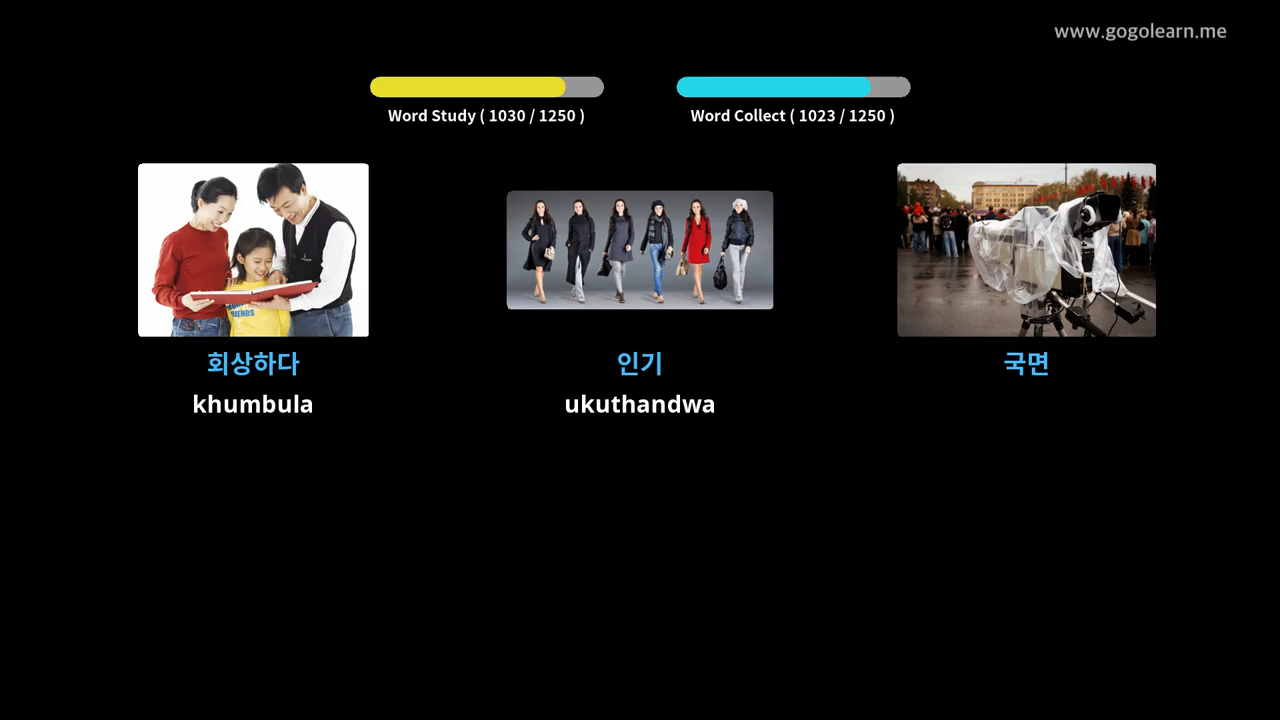 www.gogolearn.me
Word Study ( 1030 / 1250 )
Word Collect ( 1023 / 1250 )
회상하다
인기
국면
khumbula
ukuthandwa